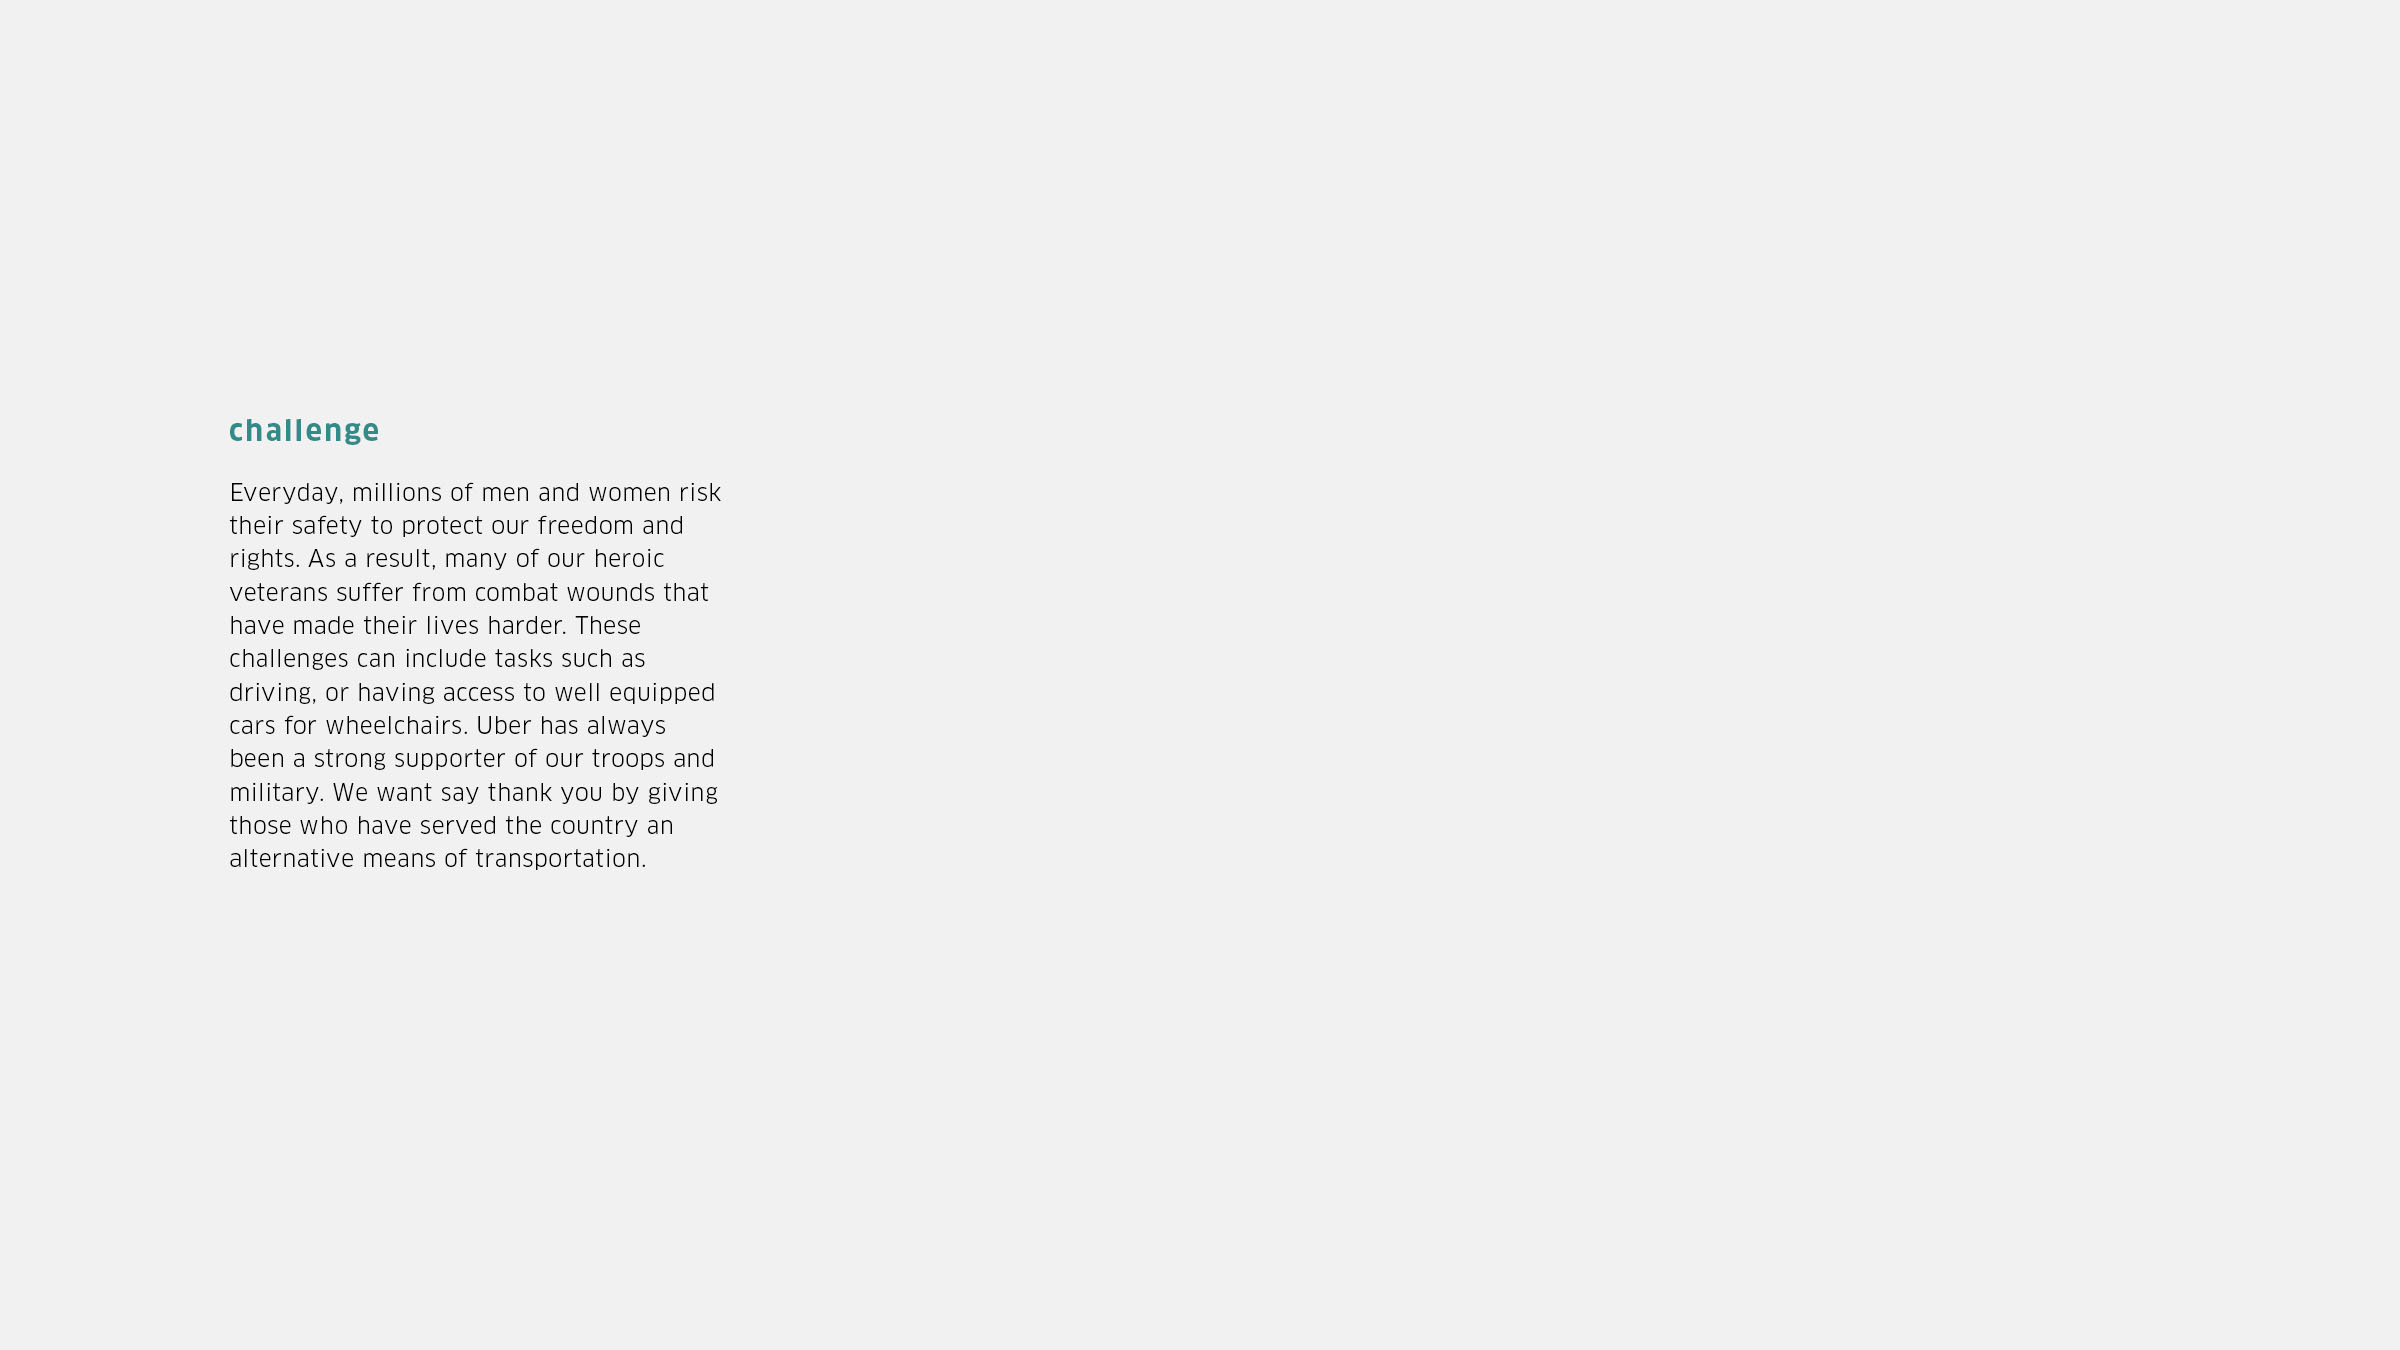 challenge
Everyday, millions of men and women risk
their safety to protect our freedom and
rights. As a result, many of our heroic
veterans suffer from combat wounds that
have made their lives harder. These
challenges can include tasks such as
driving, or having access to well equipped
cars for wheelchairs. Uber has always
been a strong supporter of our troops and
military. We want say thank you by giving
those who have served the country an
alternative means of transportation.